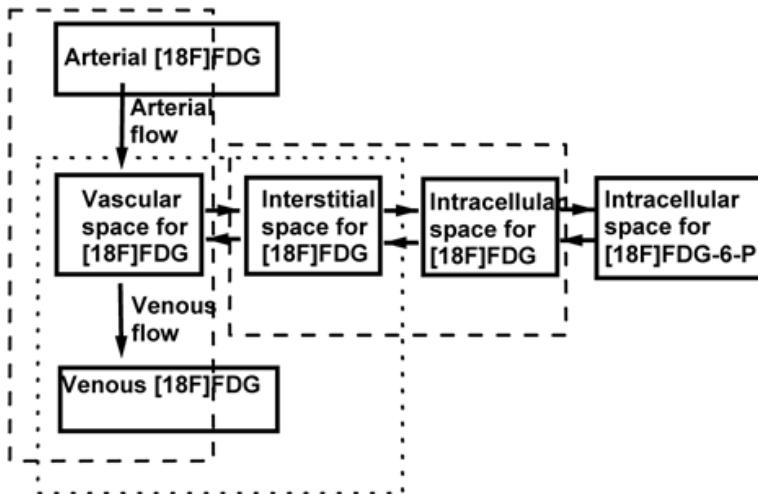 Arterial [18F]FDG
Arterial
flow
Vascular
space for
[18F]FDG
Interstitial
space for
[18F]FDG
Intracellular
space for
[18F]FDG
Intracellular
space for
[18F]FDG-6-P
Venous
flow
Venous [18F]FDG